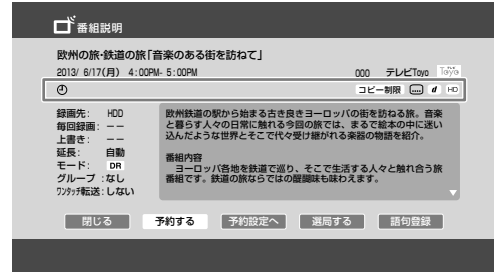 番組説明
欧州の旅・鉄道の旅「音楽のある街を訪ねて」
2013/ 6/17(月) 4:00PM- 5:00PM 000 テレビToyo Toyo
コピー制限 d HD
録画先: HDD
毎回録画: −−
上書き: −−
延長: 自動
モード: DR
グループ:なし
ワンタッチ転送:しない
欧州鉄道の駅から始まる古き良きヨーロッパの街を訪ねる旅。音楽
と暮らす人々の日常に触れる今回の旅では、まるで絵本の中に迷い
込んだような世界とそこで代々受け継がれる楽器の物語を紹介。
番組内容
ヨーロッパ各地を鉄道で巡り、そこで生活する人々と触れ合う旅
番組です。鉄道の旅ならではの醍醐味も味わえます。
閉じる 予約する 予約設定へ 選局する 語句登録